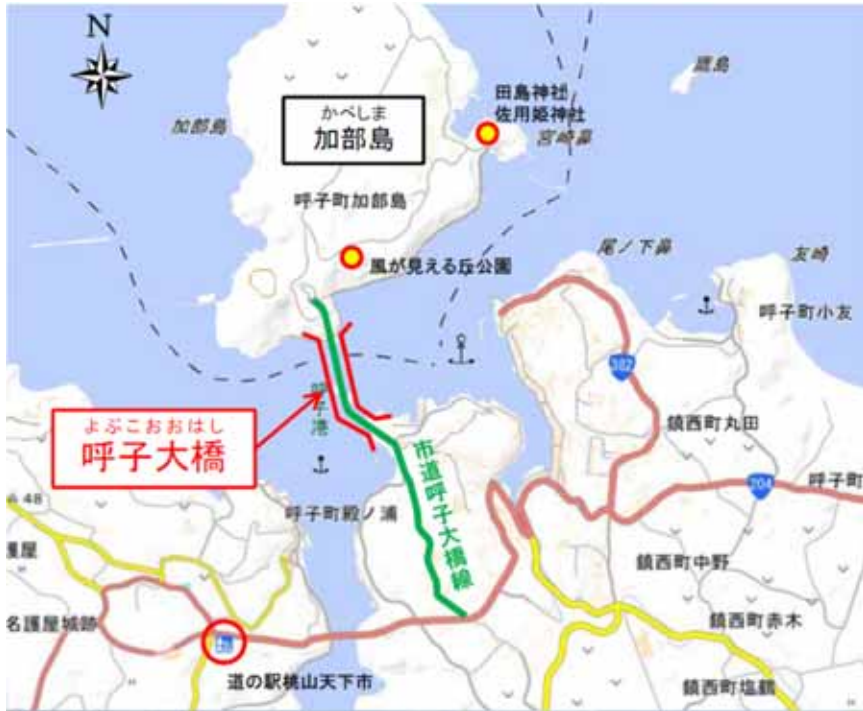 N
田島神社
佐用姫神社
鷹島
かべしま
加部島
加部島
宮崎鼻
呼子町加部島
尾ノ下鼻
友崎
風が見える丘公園
呼子町小友
382
よぶこおおはし
呼子大橋
呼子港
市道呼子大橋線
鎮西町丸田
204
呼子町
48
呼子町殿ノ浦
護屋
鎮西町中野
名護屋城跡
鎮西町赤木
道の駅桃山天下市
鎮西町塩鶴